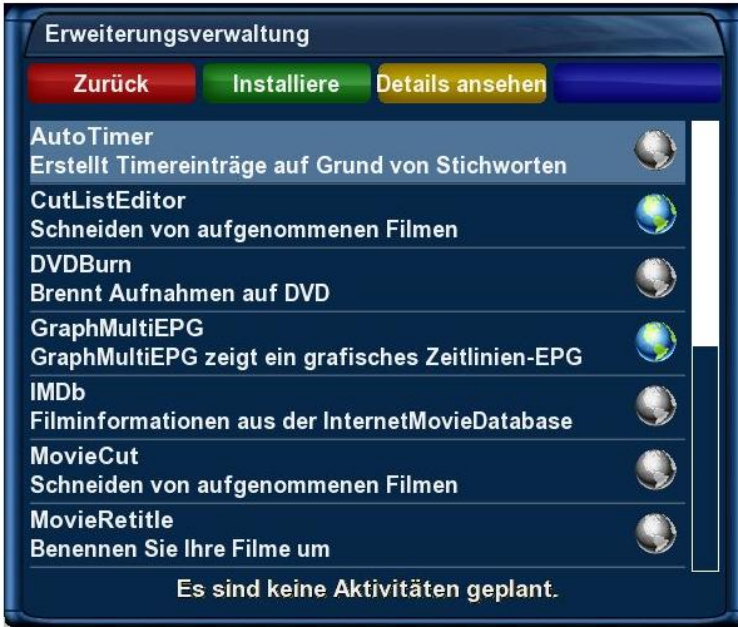 Erweiterungsverwaltung
Zurück Installiere Details ansehen
AutoTimer
Erstellt Timereinträge auf Grund von Stichworten
CutListEditor
Schneiden von aufgenommenen Filmen
DVDBurn
Brennt Aufnahmen auf DVD
GraphMultiEPG
GraphMultiEPG zeigt ein grafisches Zeitlinien-EPG
IMDb
Filminformationen aus der InternetMovieDatabase
MovieCut
Schneiden von aufgenommenen Filmen
MovieRetitle
Benennen Sie Ihre Filme um
Es sind keine Aktivitäten geplant.